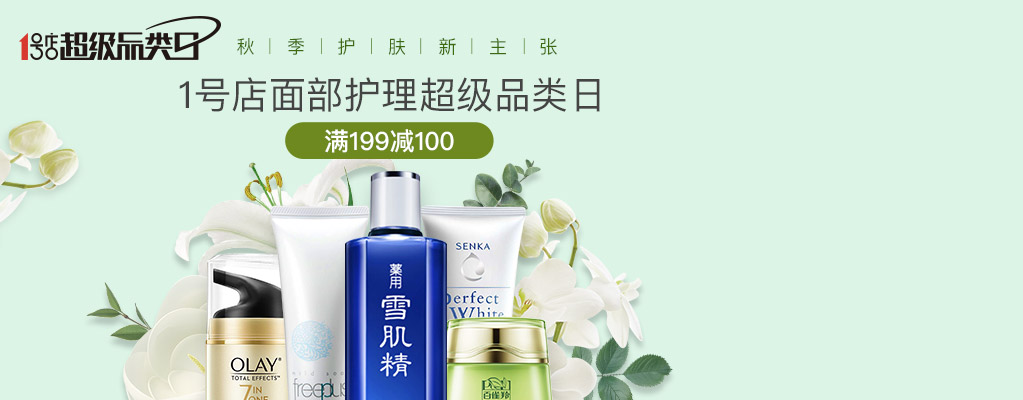 1号店超级品类日
秋 | 季 | 护 | 肤 | 新 | 主 | 张
1号店面部护理超级品类日
满199减100
OLAY®
TOTAL EFFECTS™
7 IN
ONE
freeplus
薬用
雪肌精
SENKA
Perfect
White
百雀羚